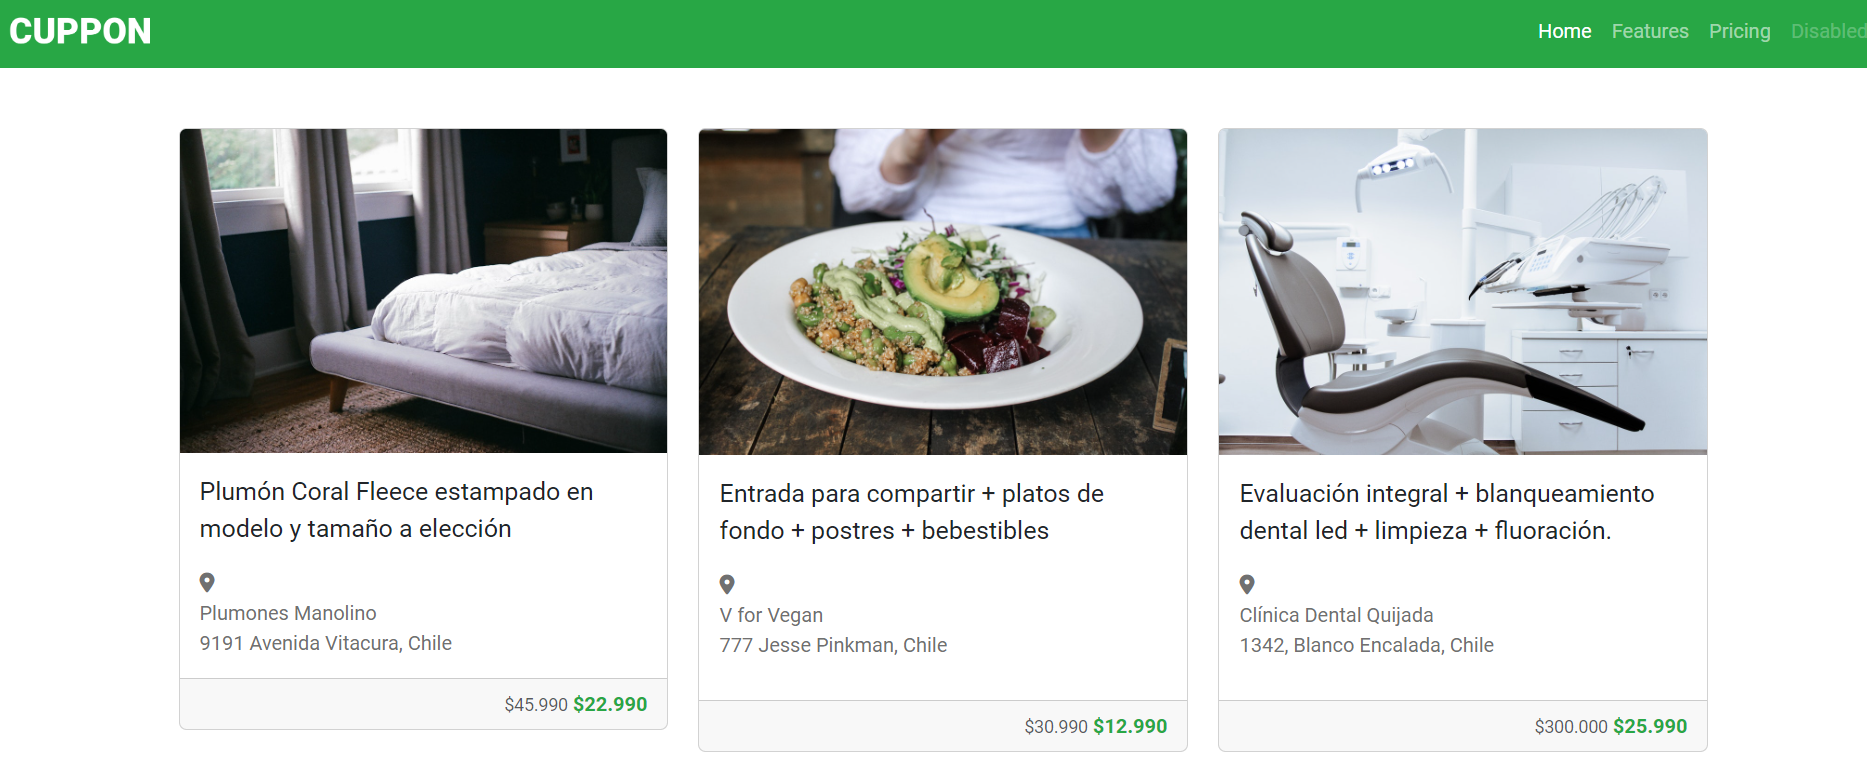 CUPPON
Home Features Pricing Disabled
Plumón Coral Fleece estampado en
modelo y tamaño a elección
Plumones Manolino
9191 Avenida Vitacura, Chile
$45.990 $22.990
Entrada para compartir + platos de
fondo + postres + bebestibles
V for Vegan
777 Jesse Pinkman, Chile
$30.990 $12.990
Evaluación integral + blanqueamiento
dental led + limpieza + fluoración.
Clínica Dental Quijada
1342, Blanco Encalada, Chile
$300.000 $25.990